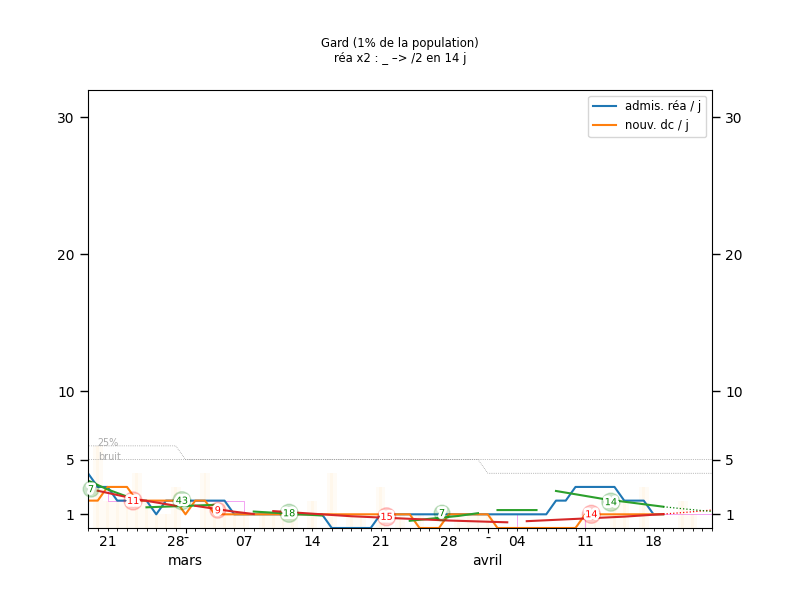 Gard (1% de la population)
réa x2 : _ –> /2 en 14 j
admis. réa / j
nouv. dc / j
30 30
20 20
10 10
5 5
1 1
25%
bruit
7 11 43 9 18 15 7 14 14
21 28 07 14 21 28 04 11 18
mars avril